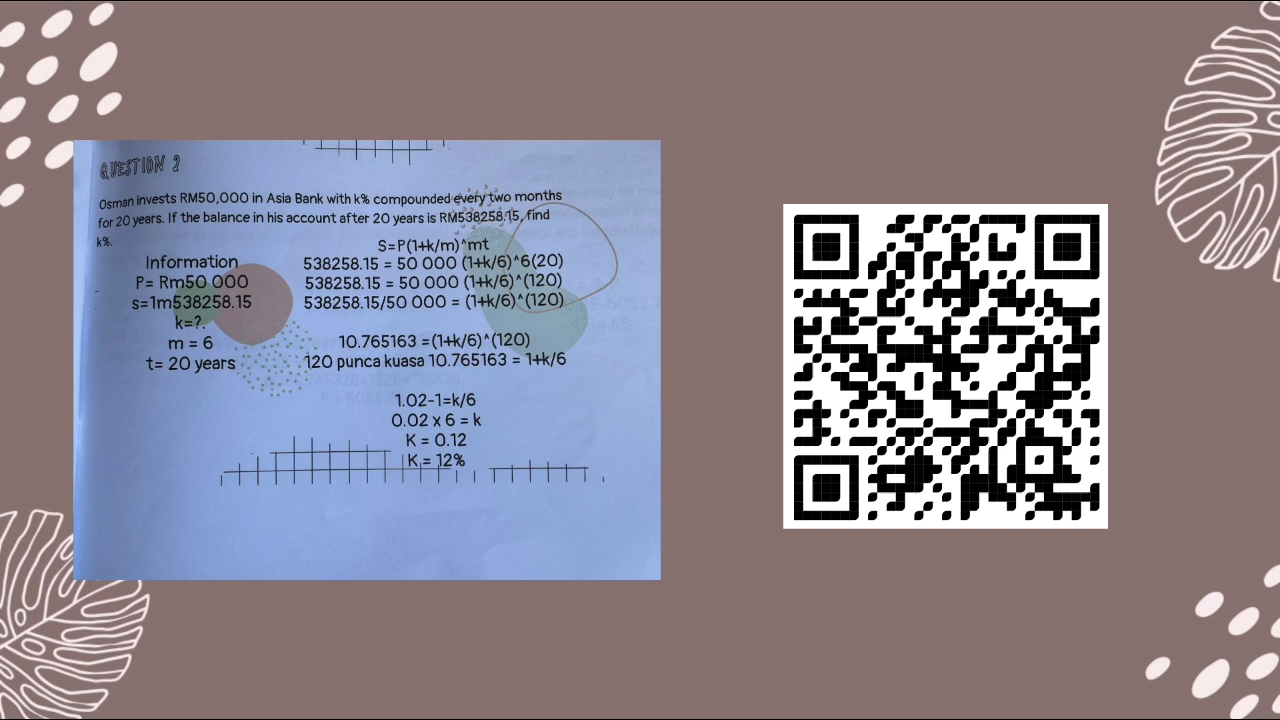 QUESTION 2
Osman invests RM50,000 in Asia Bank with k% compounded every two months
for 20 years. If the balance in his account after 20 years is RM538258.15, find
k%.
Information
P= Rm50 000
s=1m538258.15
k=?.
m = 6
t= 20 years
S=P(1+k/m)^mt
538258.15 = 50 000 (1+k/6)^6(20)
538258.15 = 50 000 (1+k/6)^(120)
538258.15/50 000 = (1+k/6)^(120)
10.765163 =(1+k/6)^(120)
120 punca kuasa 10.765163 = 1+k/6
1.02-1=k/6
0.02 x 6 = k
K = 0.12
K = 12%